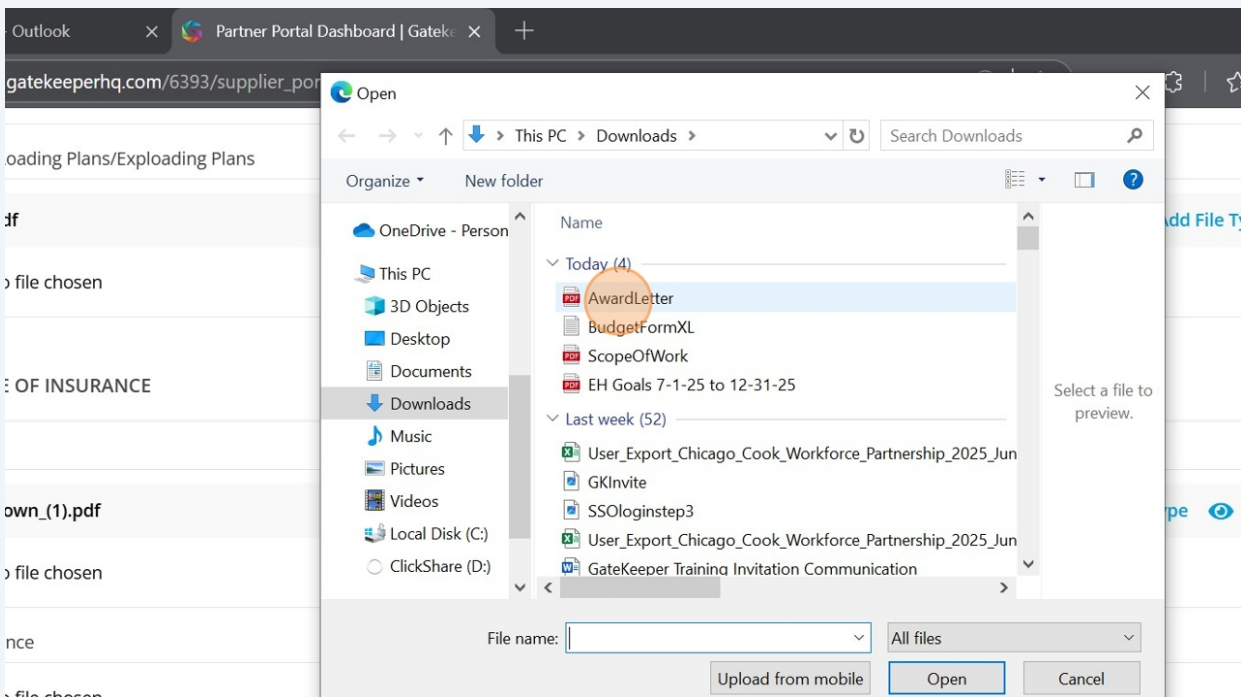 Outlook
Partner Portal Dashboard | Gateke
gatekeeperhq.com/6393/supplier_por
Open
This PC > Downloads >
Search Downloads
Organize
New folder
oading Plans/Exploading Plans
df
o file chosen
E OF INSURANCE
own_(1).pdf
o file chosen
nce
o file chosen
OneDrive - Person
This PC
3D Objects
Desktop
Documents
Downloads
Music
Pictures
Videos
Local Disk (C:)
ClickShare (D:)
Name
Today (4)
AwardLetter
BudgetFormXL
ScopeOfWork
EH Goals 7-1-25 to 12-31-25
Last week (52)
User_Export_Chicago_Cook_Workforce_Partnership_2025_Jun
GKInvite
SSOloginstep3
User_Export_Chicago_Cook_Workforce_Partnership_2025_Jun
GateKeeper Training Invitation Communication
Select a file to
preview.
Add File Ty
ype
File name:
All files
Upload from mobile
Open
Cancel